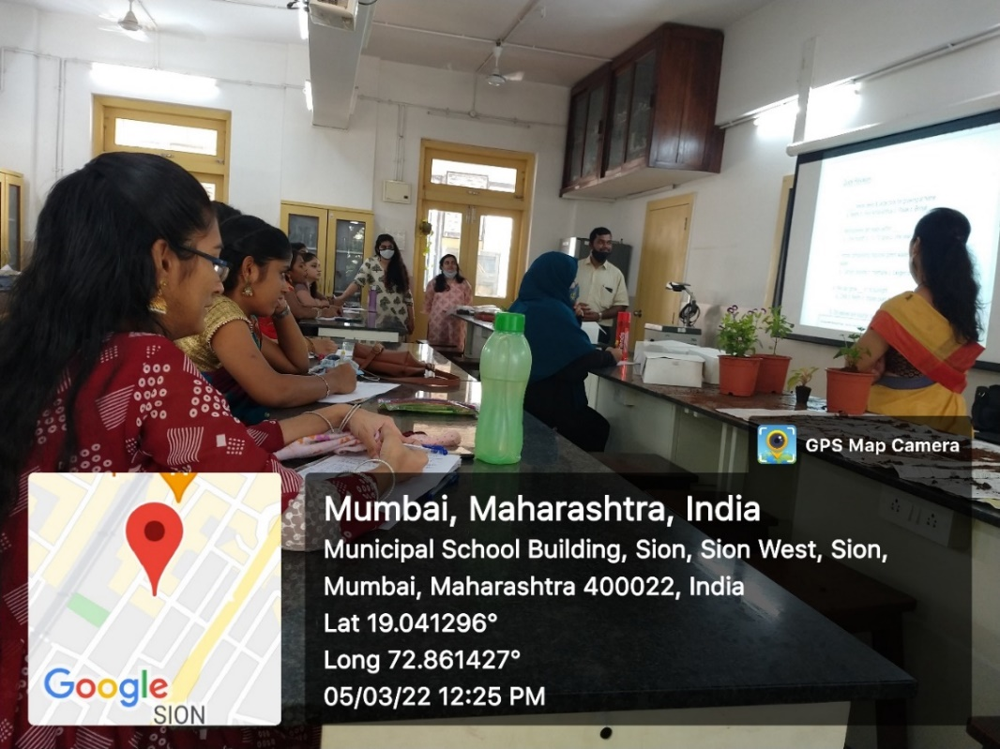 GPS Map Camera
Mumbai, Maharashtra, India
Municipal School Building, Sion, Sion West, Sion,
Mumbai, Maharashtra 400022, India
Lat 19.041296°
Long 72.861427°
05/03/22 12:25 PM
Google
SION